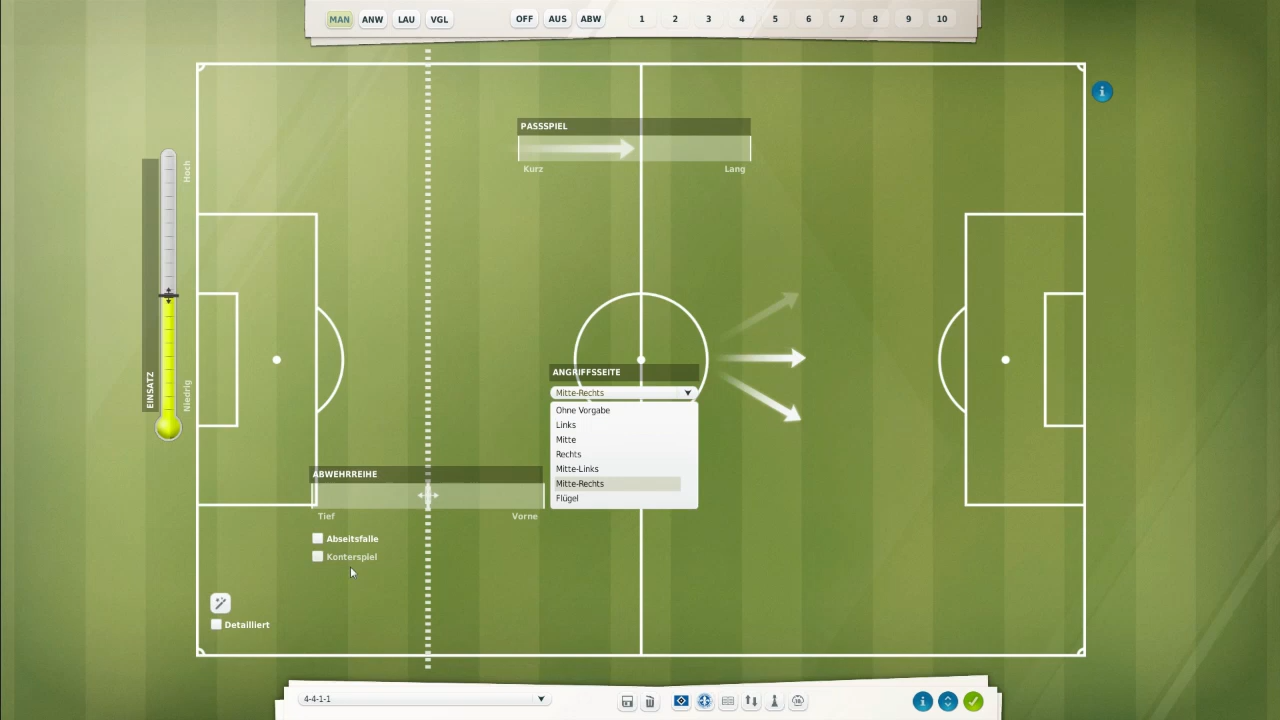 MAN ANW LAU VGL OFF AUS ABW 1 2 3 4 5 6 7 8 9 10
PASSSPIEL
Kurz Lang
Hoch
EINSATZ
Niedrig
ANGRIFFSSEITE
Mitte-Rechts
Ohne Vorgabe
Links
Mitte
Rechts
Mitte-Links
Mitte-Rechts
Flügel
ABWEHRREIHE
Tief Vorne
Abseitsfalle
Konterspiel
Detailliert
4-4-1-1